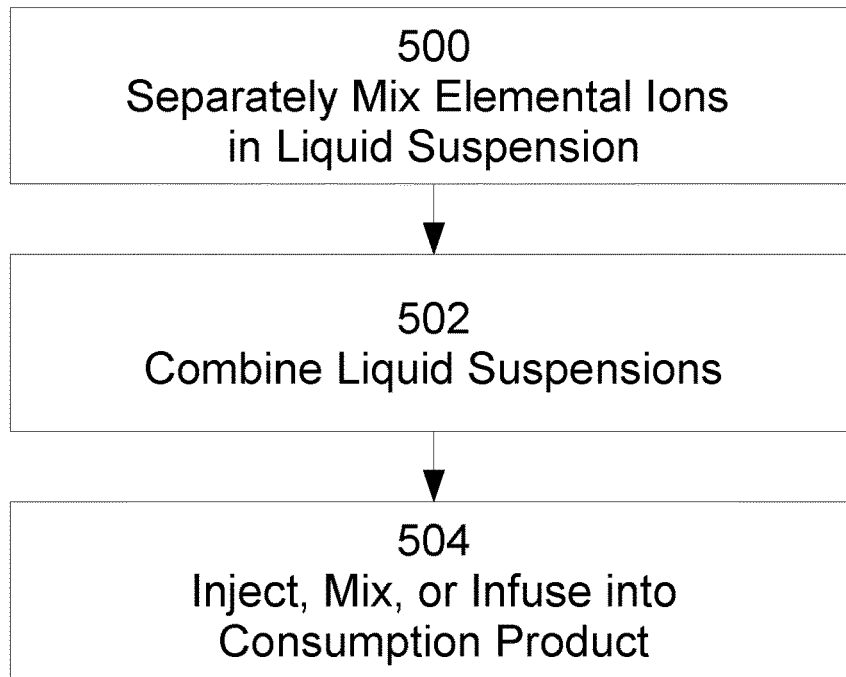 500
Separately Mix Elemental Ions
in Liquid Suspension
502
Combine Liquid Suspensions
504
Inject, Mix, or Infuse into
Consumption Product